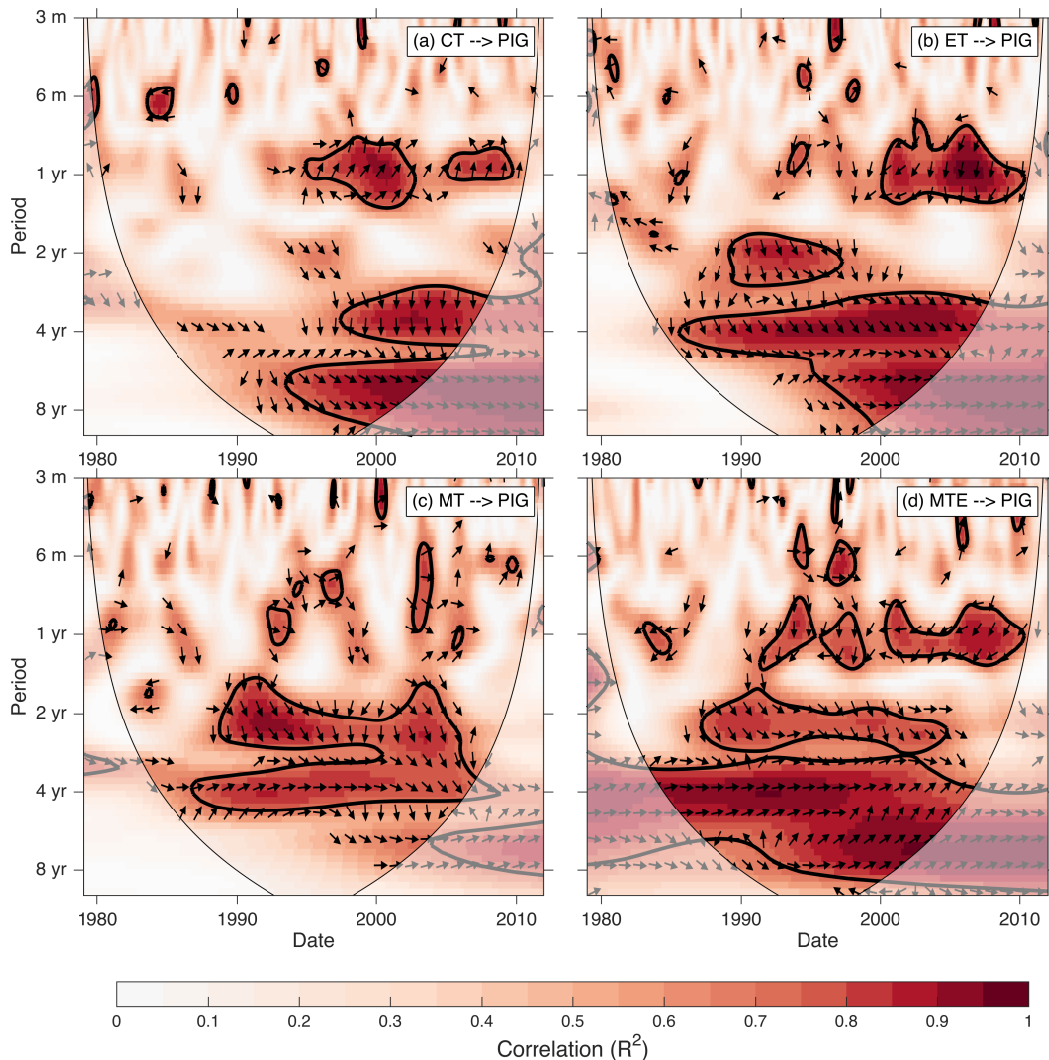 3 m
6 m
1 yr
2 yr
4 yr
8 yr
Period
(a) CT --> PIG
(b) ET --> PIG
1980 1990 2000 2010
1980 1990 2000 2010
3 m
6 m
1 yr
2 yr
4 yr
8 yr
Period
(c) MT --> PIG
(d) MTE --> PIG
1980 1990 2000 2010
1980 1990 2000 2010
Date
Date
0 0.1 0.2 0.3 0.4 0.5 0.6 0.7 0.8 0.9 1
Correlation (R²)